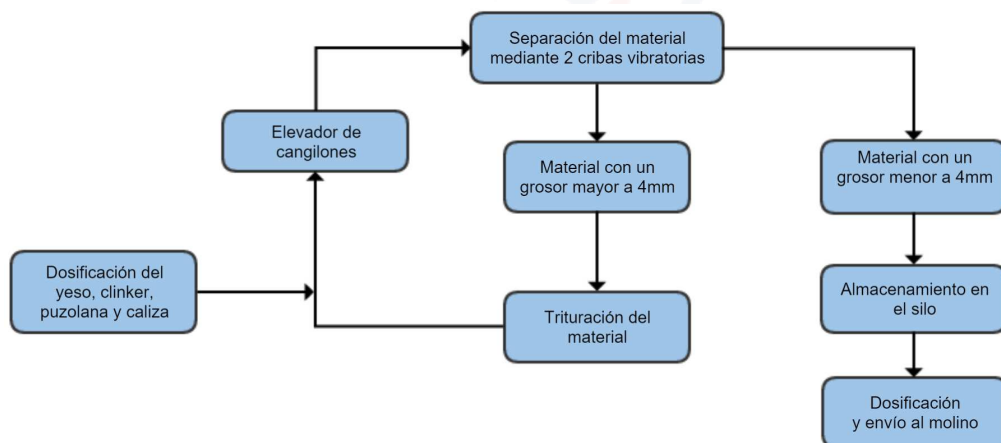 Separación del material
mediante 2 cribas vibratorias
Elevador de
cangilones
Material con un
grosor mayor a 4mm
Material con un
grosor menor a 4mm
Dosificación del
yeso, clinker,
puzolana y caliza
Trituración del
material
Almacenamiento en
el silo
Dosificación
y envío al molino